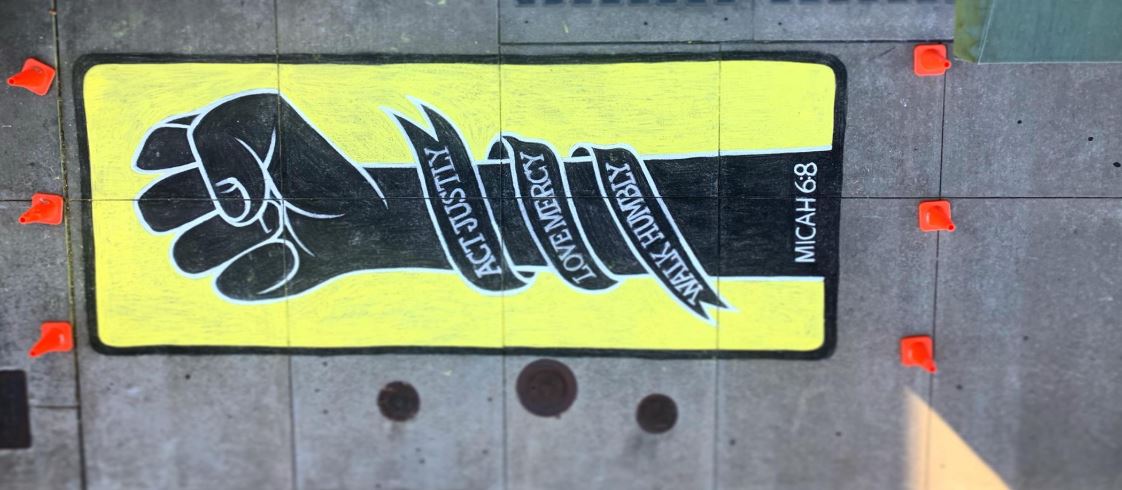 ACT JUSTLY
LOVE MERCY
WALK HUMBLY
MICAH 6:8